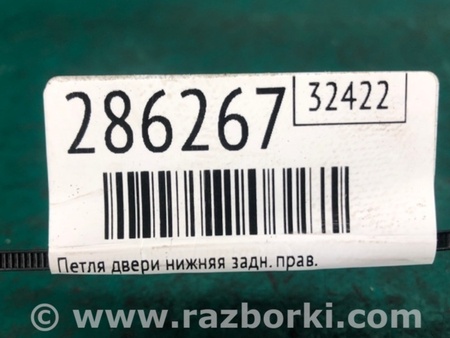 286267 32422
Петля двери нижняя задн. прав.
© www.razborki.com